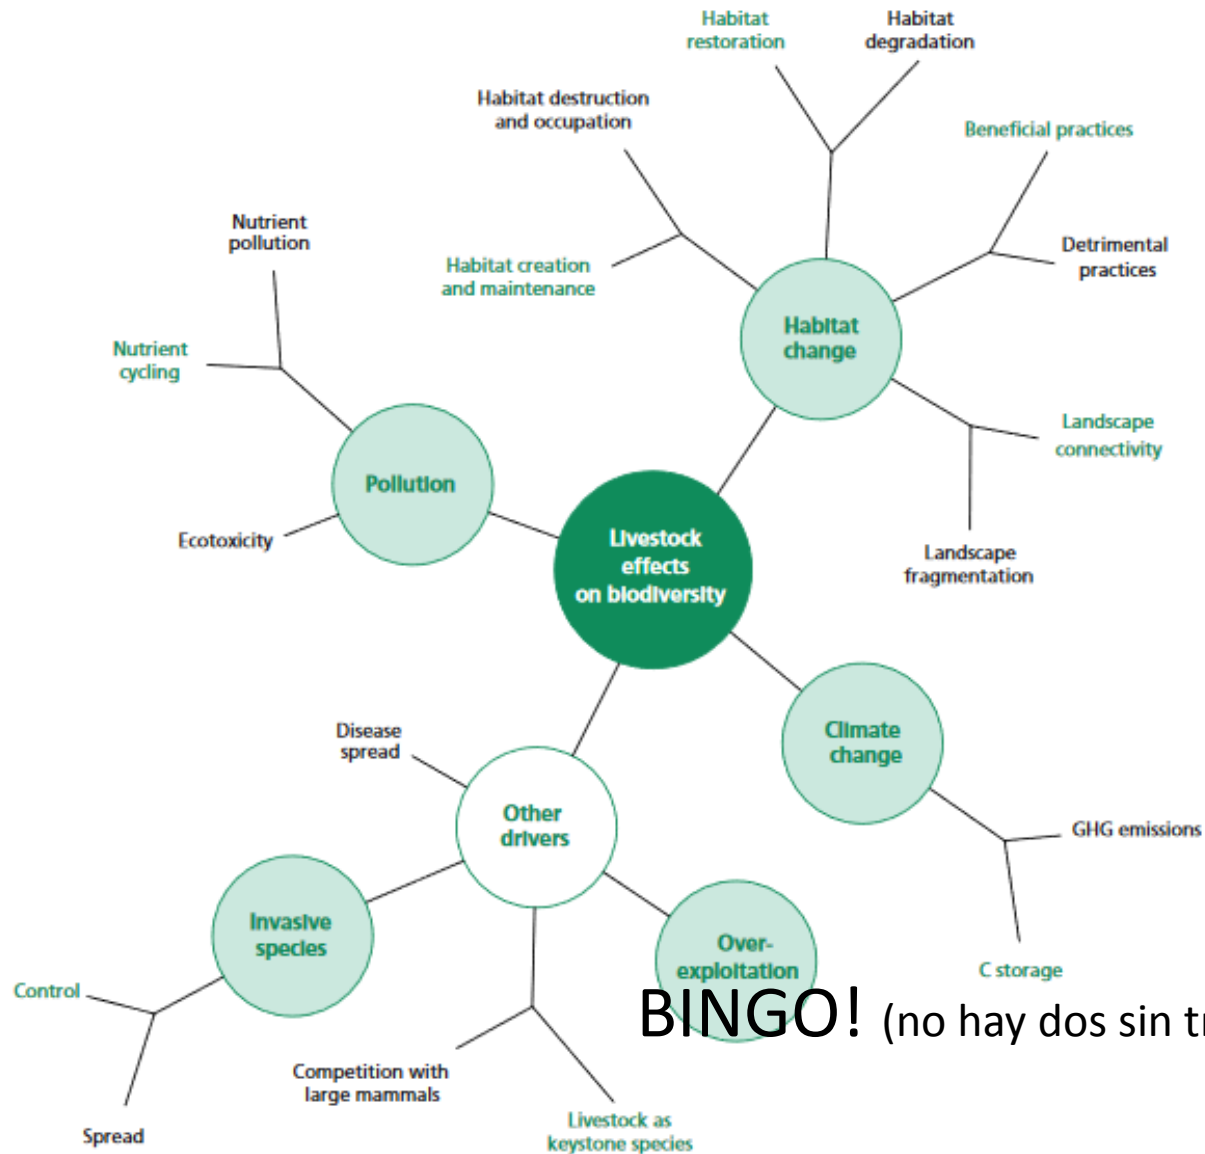 Habitat
restoration
Habitat
degradation
Habitat destruction
and occupation
Beneficial practices
Nutrient
pollution
Habitat creation
and maintenance
Detrimental
practices
Habitat
change
Nutrient
cycling
Landscape
connectivity
Pollution
Ecotoxicity
Livestock
effects
on biodiversity
Landscape
fragmentation
Disease
spread
Climate
change
Other
drivers
GHG emissions
Invasive
species
Over-
exploitation
C storage
Control
BINGO! (no hay dos sin
Competition with
large mammals
Spread
Livestock as
keystone species